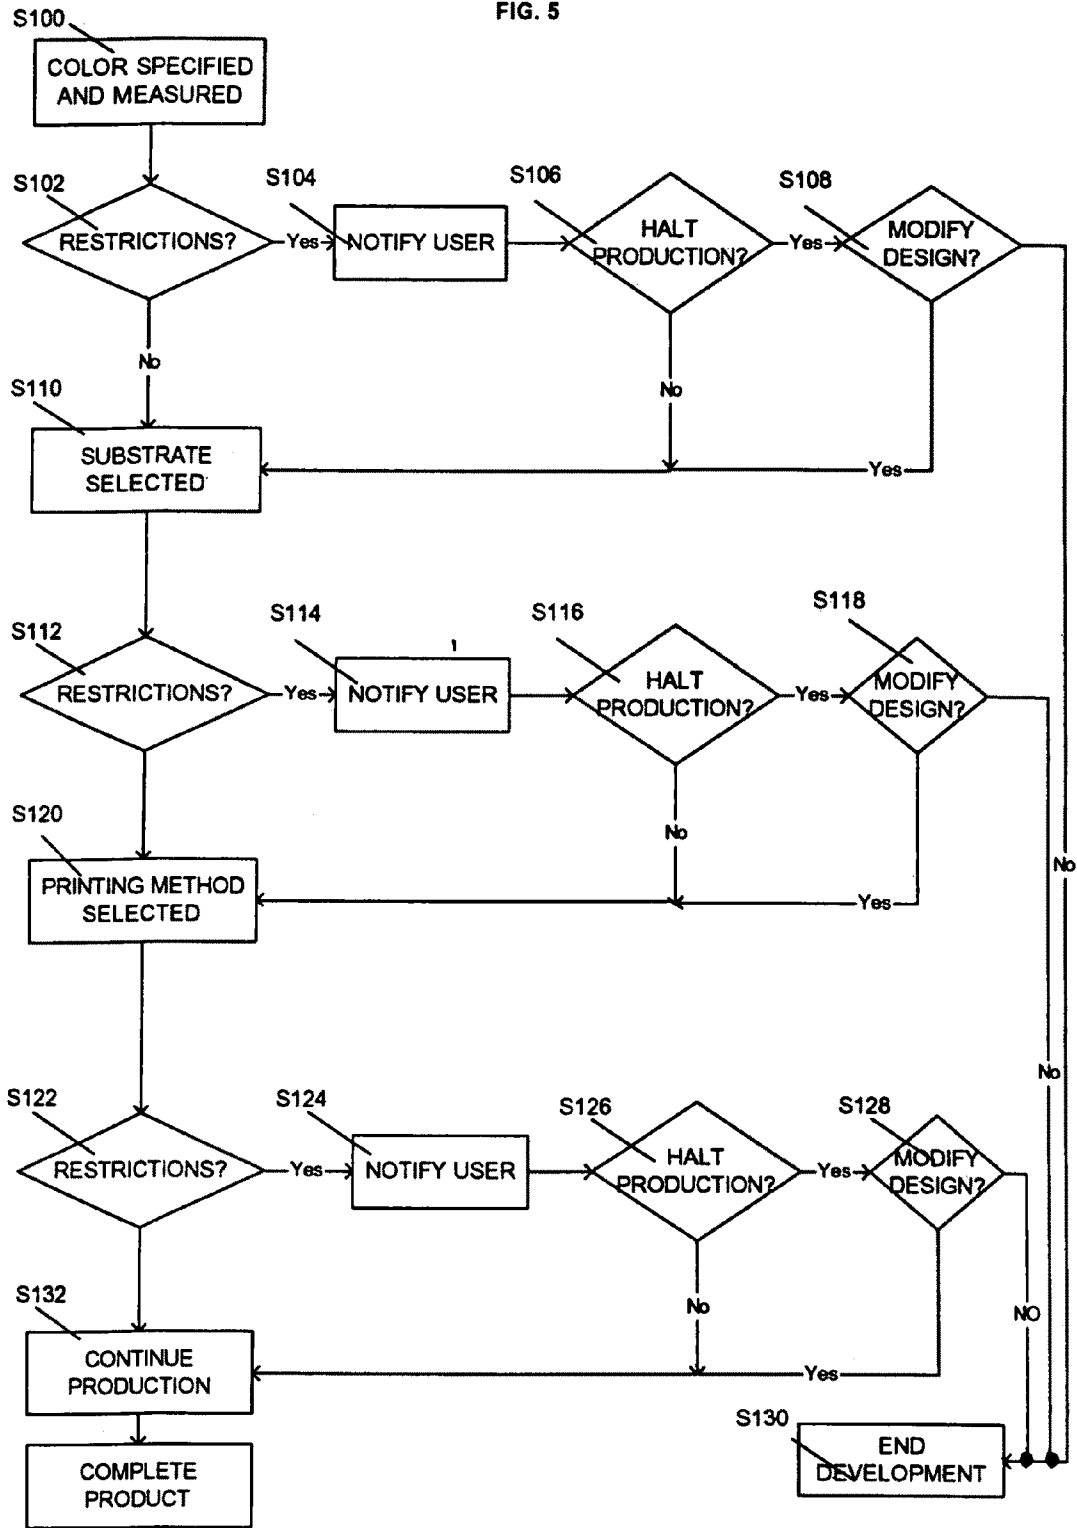 FIG. 5
S100
COLOR SPECIFIED
AND MEASURED
S102
RESTRICTIONS?
Yes
S104
NOTIFY USER
S106
HALT
PRODUCTION?
Yes
S108
MODIFY
DESIGN?
No
No
Yes
S110
SUBSTRATE
SELECTED
S112
RESTRICTIONS?
Yes
S114
NOTIFY USER
S116
HALT
PRODUCTION?
Yes
S118
MODIFY
DESIGN?
No
No
Yes
S120
PRINTING METHOD
SELECTED
No
S122
RESTRICTIONS?
Yes
S124
NOTIFY USER
S126
HALT
PRODUCTION?
Yes
S128
MODIFY
DESIGN?
No
NO
Yes
S132
CONTINUE
PRODUCTION
S130
END
DEVELOPMENT
COMPLETE
PRODUCT